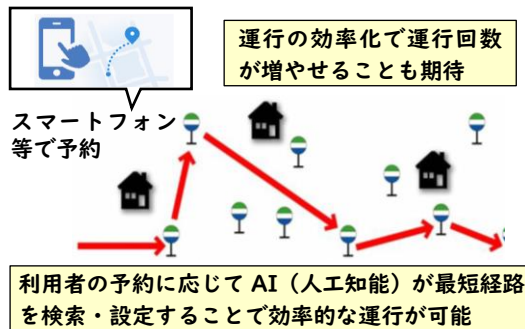 運行の効率化で運行回数
が増やせることも期待
スマートフォン
等で予約
利用者の予約に応じて AI（人工知能）が最短経路
を検索・設定することで効率的な運行が可能